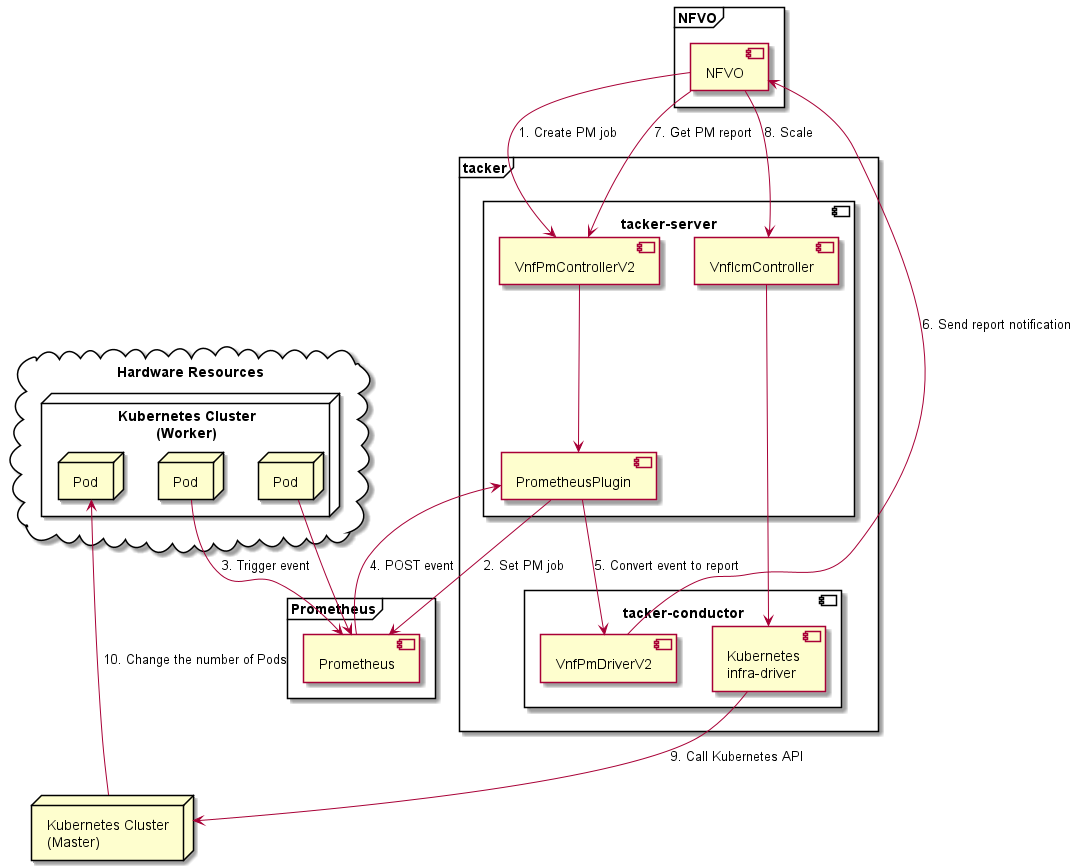 NFVO
NFVO
1. Create PM job
7. Get PM report
8. Scale
tacker
tacker-server
VnfPmControllerV2
VnflcmController
6. Send report notification
Hardware Resources
Kubernetes Cluster
(Worker)
Pod
Pod
Pod
PrometheusPlugin
3. Trigger event
4. POST event
2. Set PM job
5. Convert event to report
Prometheus
Prometheus
tacker-conductor
VnfPmDriverV2
Kubernetes
infra-driver
10. Change the number of Pods
9. Call Kubernetes API
Kubernetes Cluster
(Master)